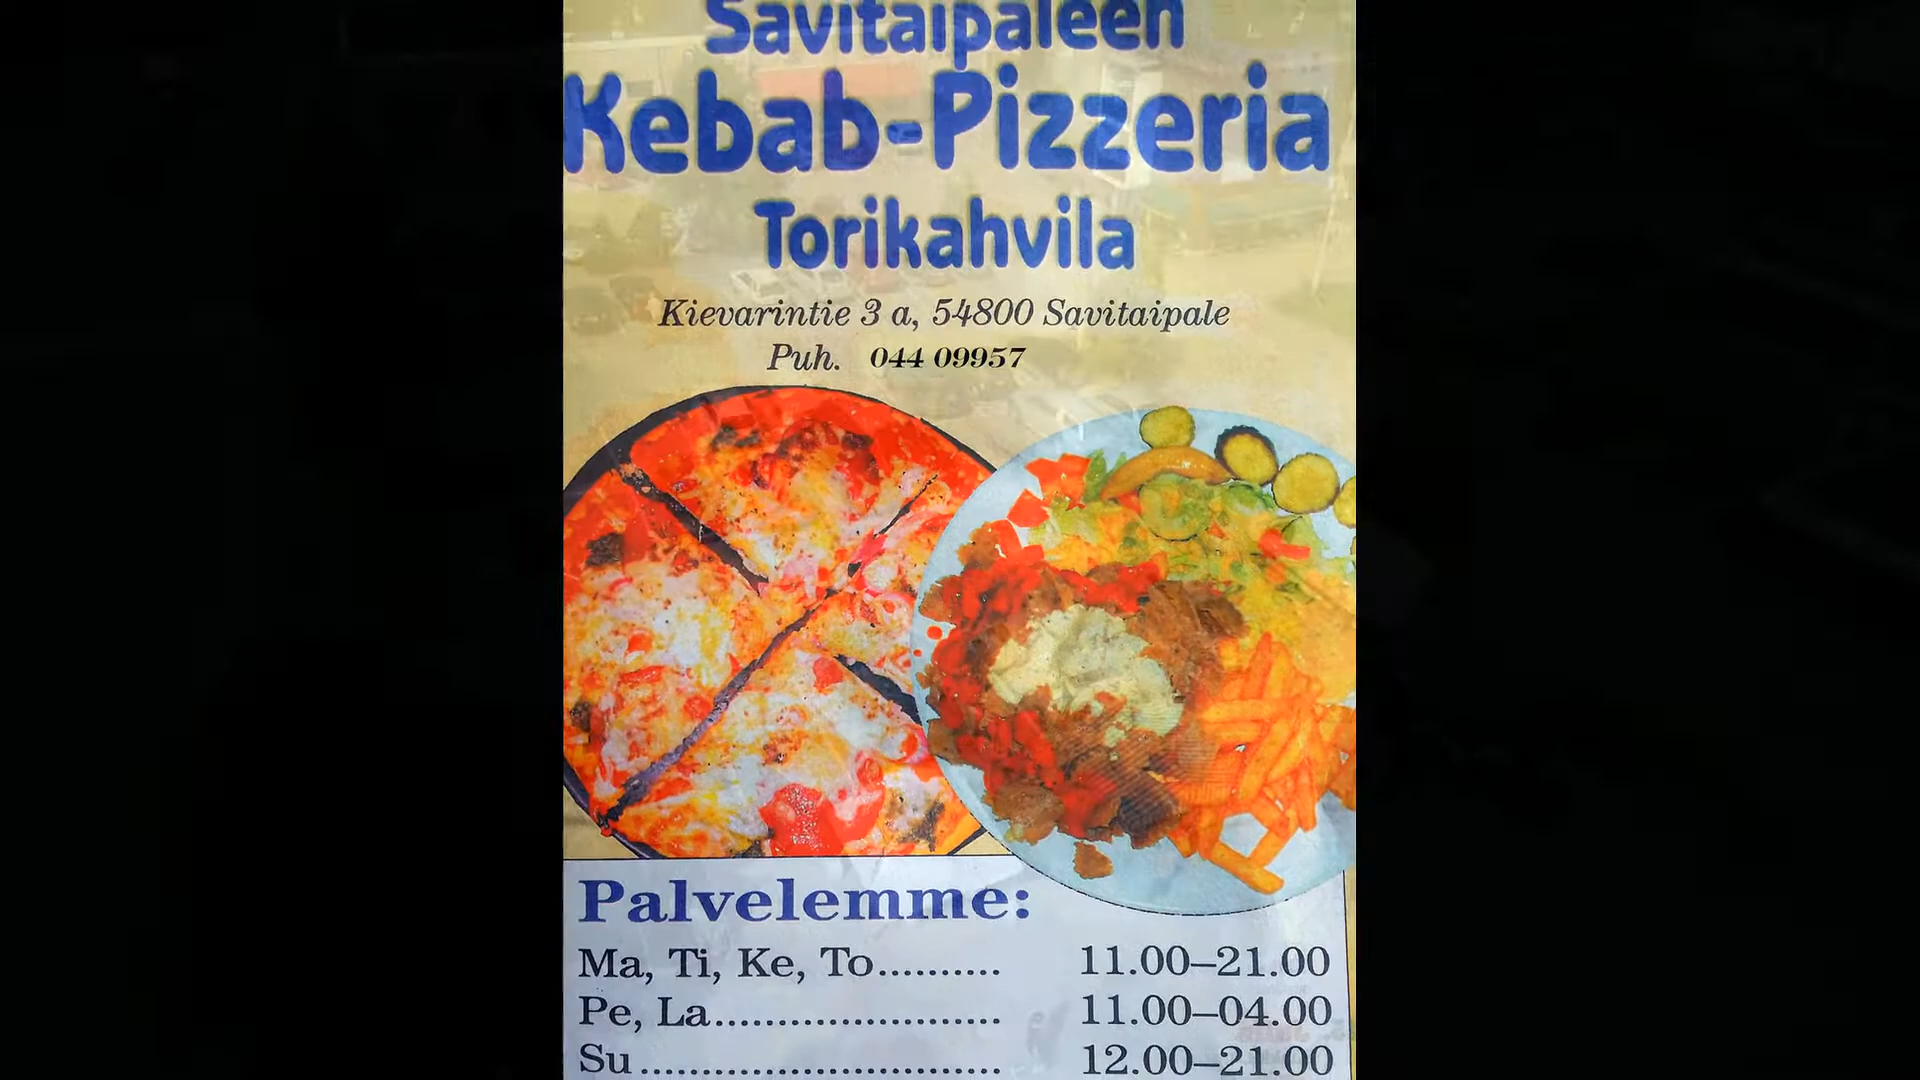 Savitaipaleen
Kebab-Pizzeria
Torikahvila
Kievarintie 3 a, 54800 Savitaipale
Puh. 044 09957
Palvelemme:
Ma, Ti, Ke, To.......... 11.00–21.00
Pe, La....................... 11.00–04.00
Su ............................. 12.00–21.00